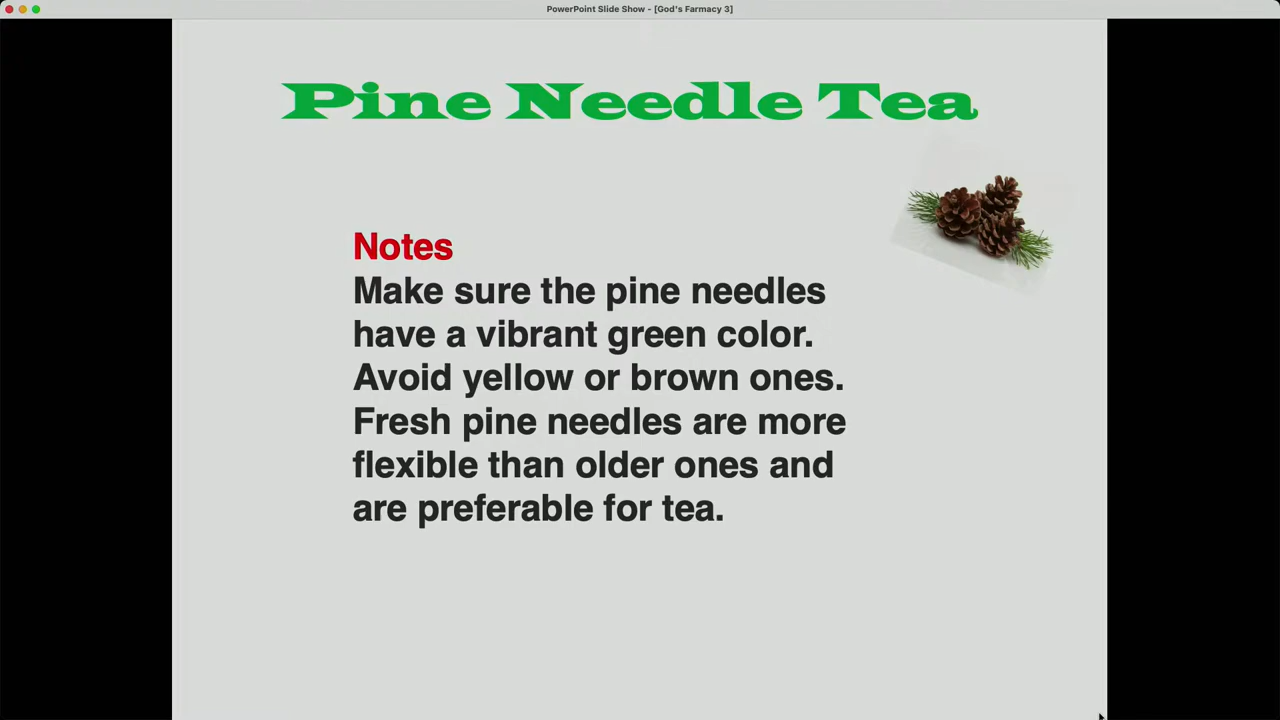 PowerPoint Slide Show - [God's Farmacy 3]
Pine Needle Tea
Notes
Make sure the pine needles
have a vibrant green color.
Avoid yellow or brown ones.
Fresh pine needles are more
flexible than older ones and
are preferable for tea.